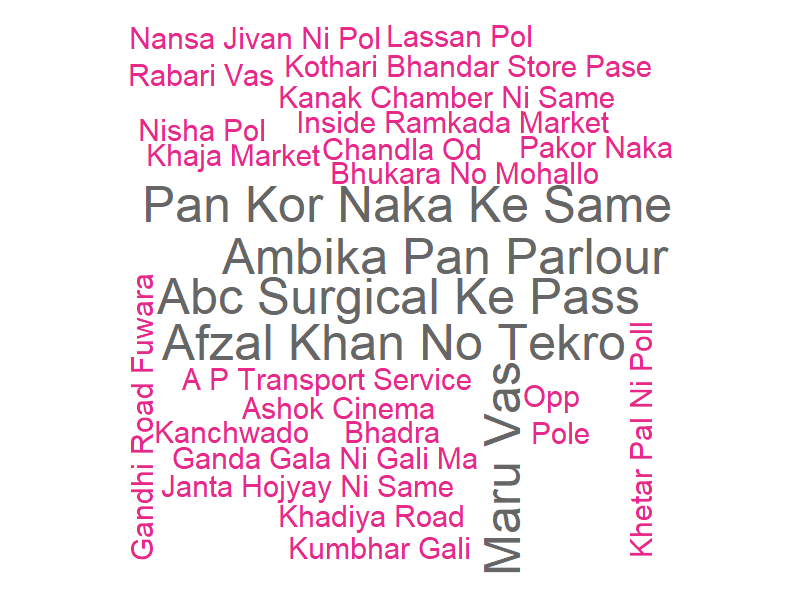 Nansa Jivan Ni Pol
Lassan Pol
Rabari Vas
Kothari Bhandar Store Pase
Kanak Chamber Ni Same
Nisha Pol
Inside Ramkada Market
Khaja Market
Chandla Od
Pakor Naka
Bhukara No Mohallo
Pan Kor Naka Ke Same
Ambika Pan Parlour
Abc Surgical Ke Pass
Afzal Khan No Tekro
Gandhi Road Fuwara
A P Transport Service
Maru Vas
Opp
Khetar Pal Ni Poll
Ashok Cinema
Kanchwado
Bhadra
Pole
Ganda Gala Ni Gali Ma
Janta Hojyay Ni Same
Khadiya Road
Kumbhar Gali